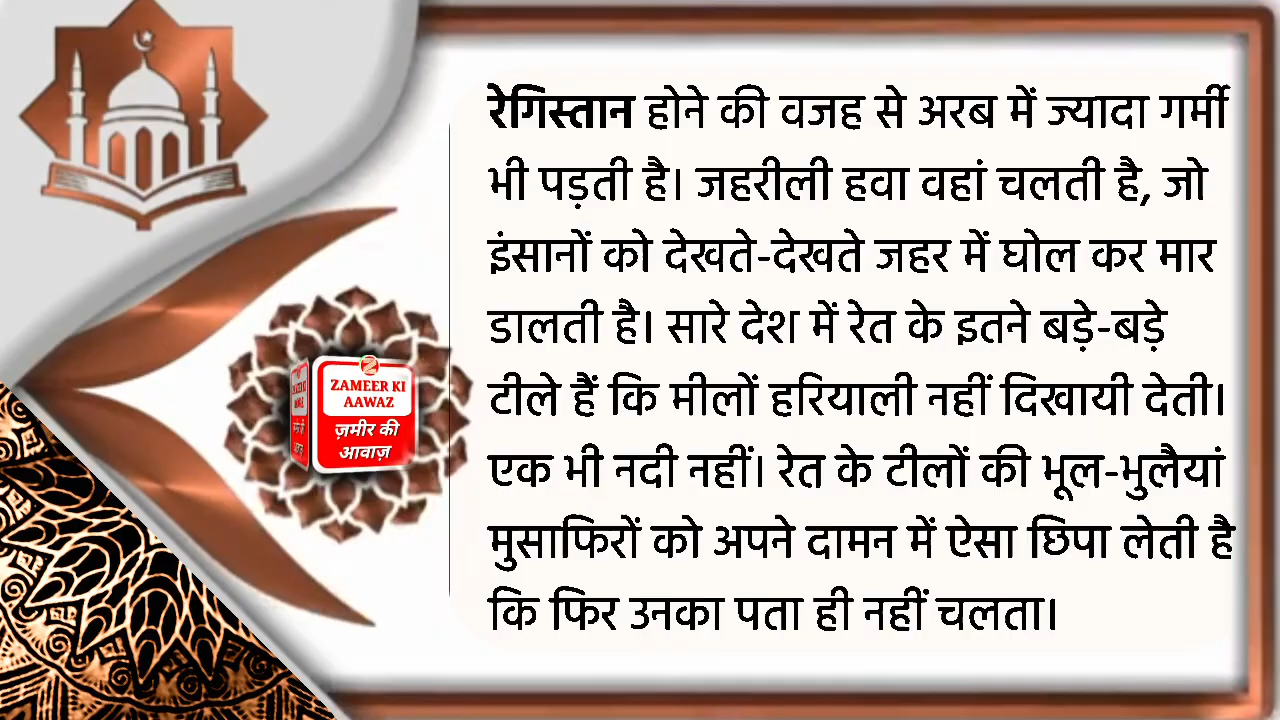 ZAMEER KI
AAWAZ
ज़मीर की
आवाज़
रेगिस्तान होने की वजह से अरब में ज्यादा गर्मी
भी पड़ती है। जहरीली हवा वहां चलती है, जो
इंसानों को देखते-देखते जहर में घोल कर मार
डालती है। सारे देश में रेत के इतने बड़े-बड़े
टीले हैं कि मीलों हरियाली नहीं दिखायी देती।
एक भी नदी नहीं। रेत के टीलों की भूल-भुलैयां
मुसाफिरों को अपने दामन में ऐसा छिपा लेती है
कि फिर उनका पता ही नहीं चलता।